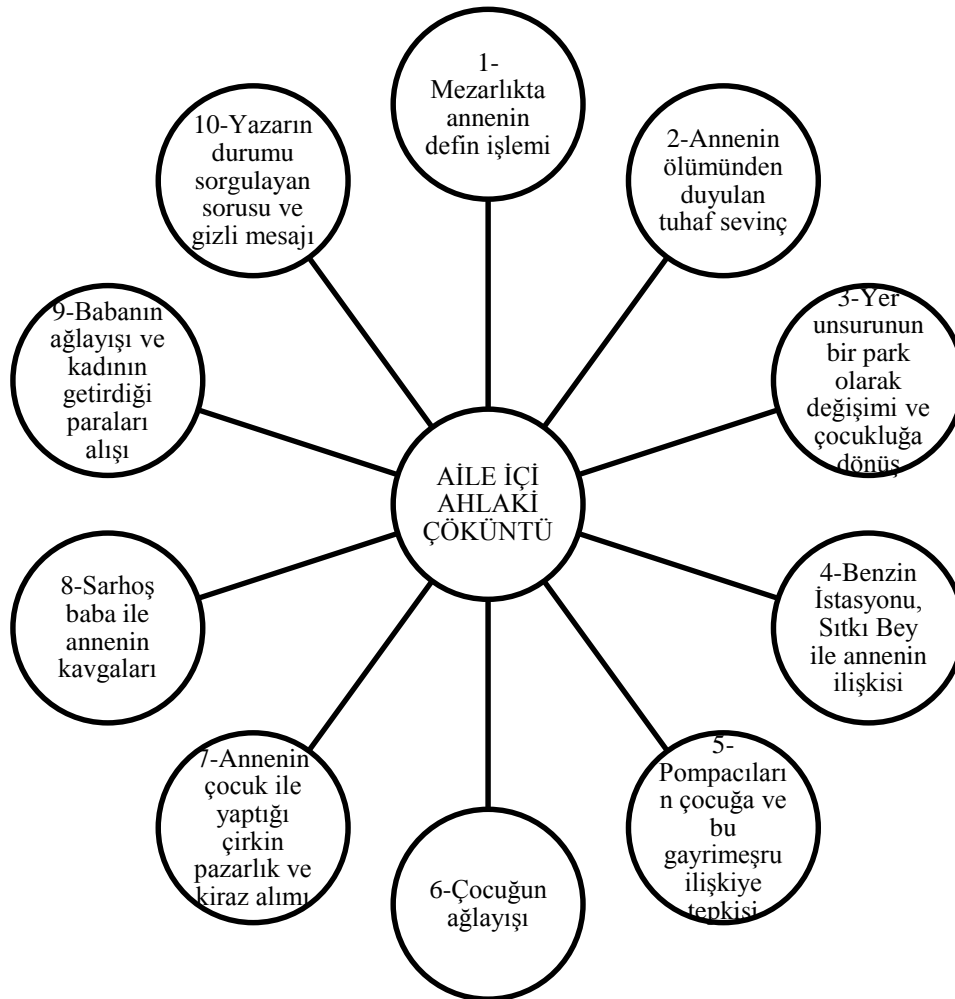 1-
Mezarlıkta
annenin
defin işlemi
2-Annenin
ölümünden
duyulan
tuhaf sevinç
3-Yer
unsurunun
bir park
olarak
değişimi ve
çocukluğa
dönüş
4-Benzin
İstasyonu,
Sıtkı Bey
ile annenin
ilişkisi
5-
Pompacıları
n çocuğa ve
bu
gayrimeşru
ilişkiye
tepkisi
6-Çocuğun
ağlayışı
7-Annenin
çocuk ile
yaptığı
çirkin
pazarlık ve
kiraz alımı
8-Sarhoş
baba ile
annenin
kavgaları
9-Babanın
ağlayışı ve
kadının
getirdiği
paraları
alışı
10-Yazarın
durumu
sorgulayan
sorusu ve
gizli mesajı
AİLE İÇİ
AHLAKİ
ÇÖKÜNTÜ